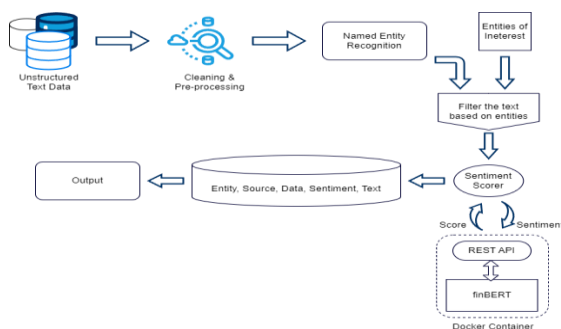 Unstructured
Text Data
Cleaning &
Pre-processing
Named Entity
Recognition
Entities of
Ineterest
Filter the text
based on entities
Sentiment
Scorer
Entity, Source, Data, Sentiment, Text
Output
Score
Sentiment
REST API
finBERT
Docker Container